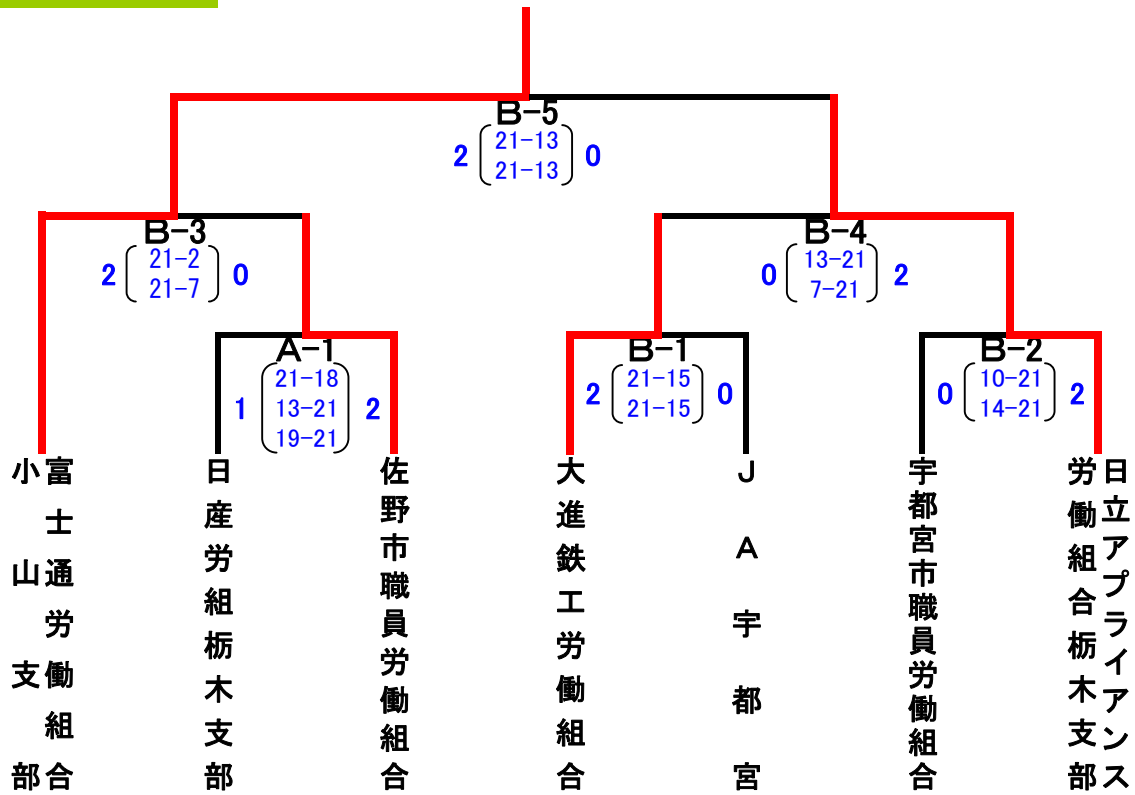 B-5
2 21-13 0
21-13
B-3
2 21-2 0
21-7
B-4
0 13-21 2
7-21
A-1
21-18
1 13-21 2
19-21
B-1
2 21-15 0
21-15
B-2
0 10-21 2
14-21
富士通労働組合
小山支部
日産労組栃木支部
佐野市職員労働組合
大進鉄工労働組合
JA宇都宮
宇都宮市職員労働組合
日立アプライアンス
労働組合栃木支部